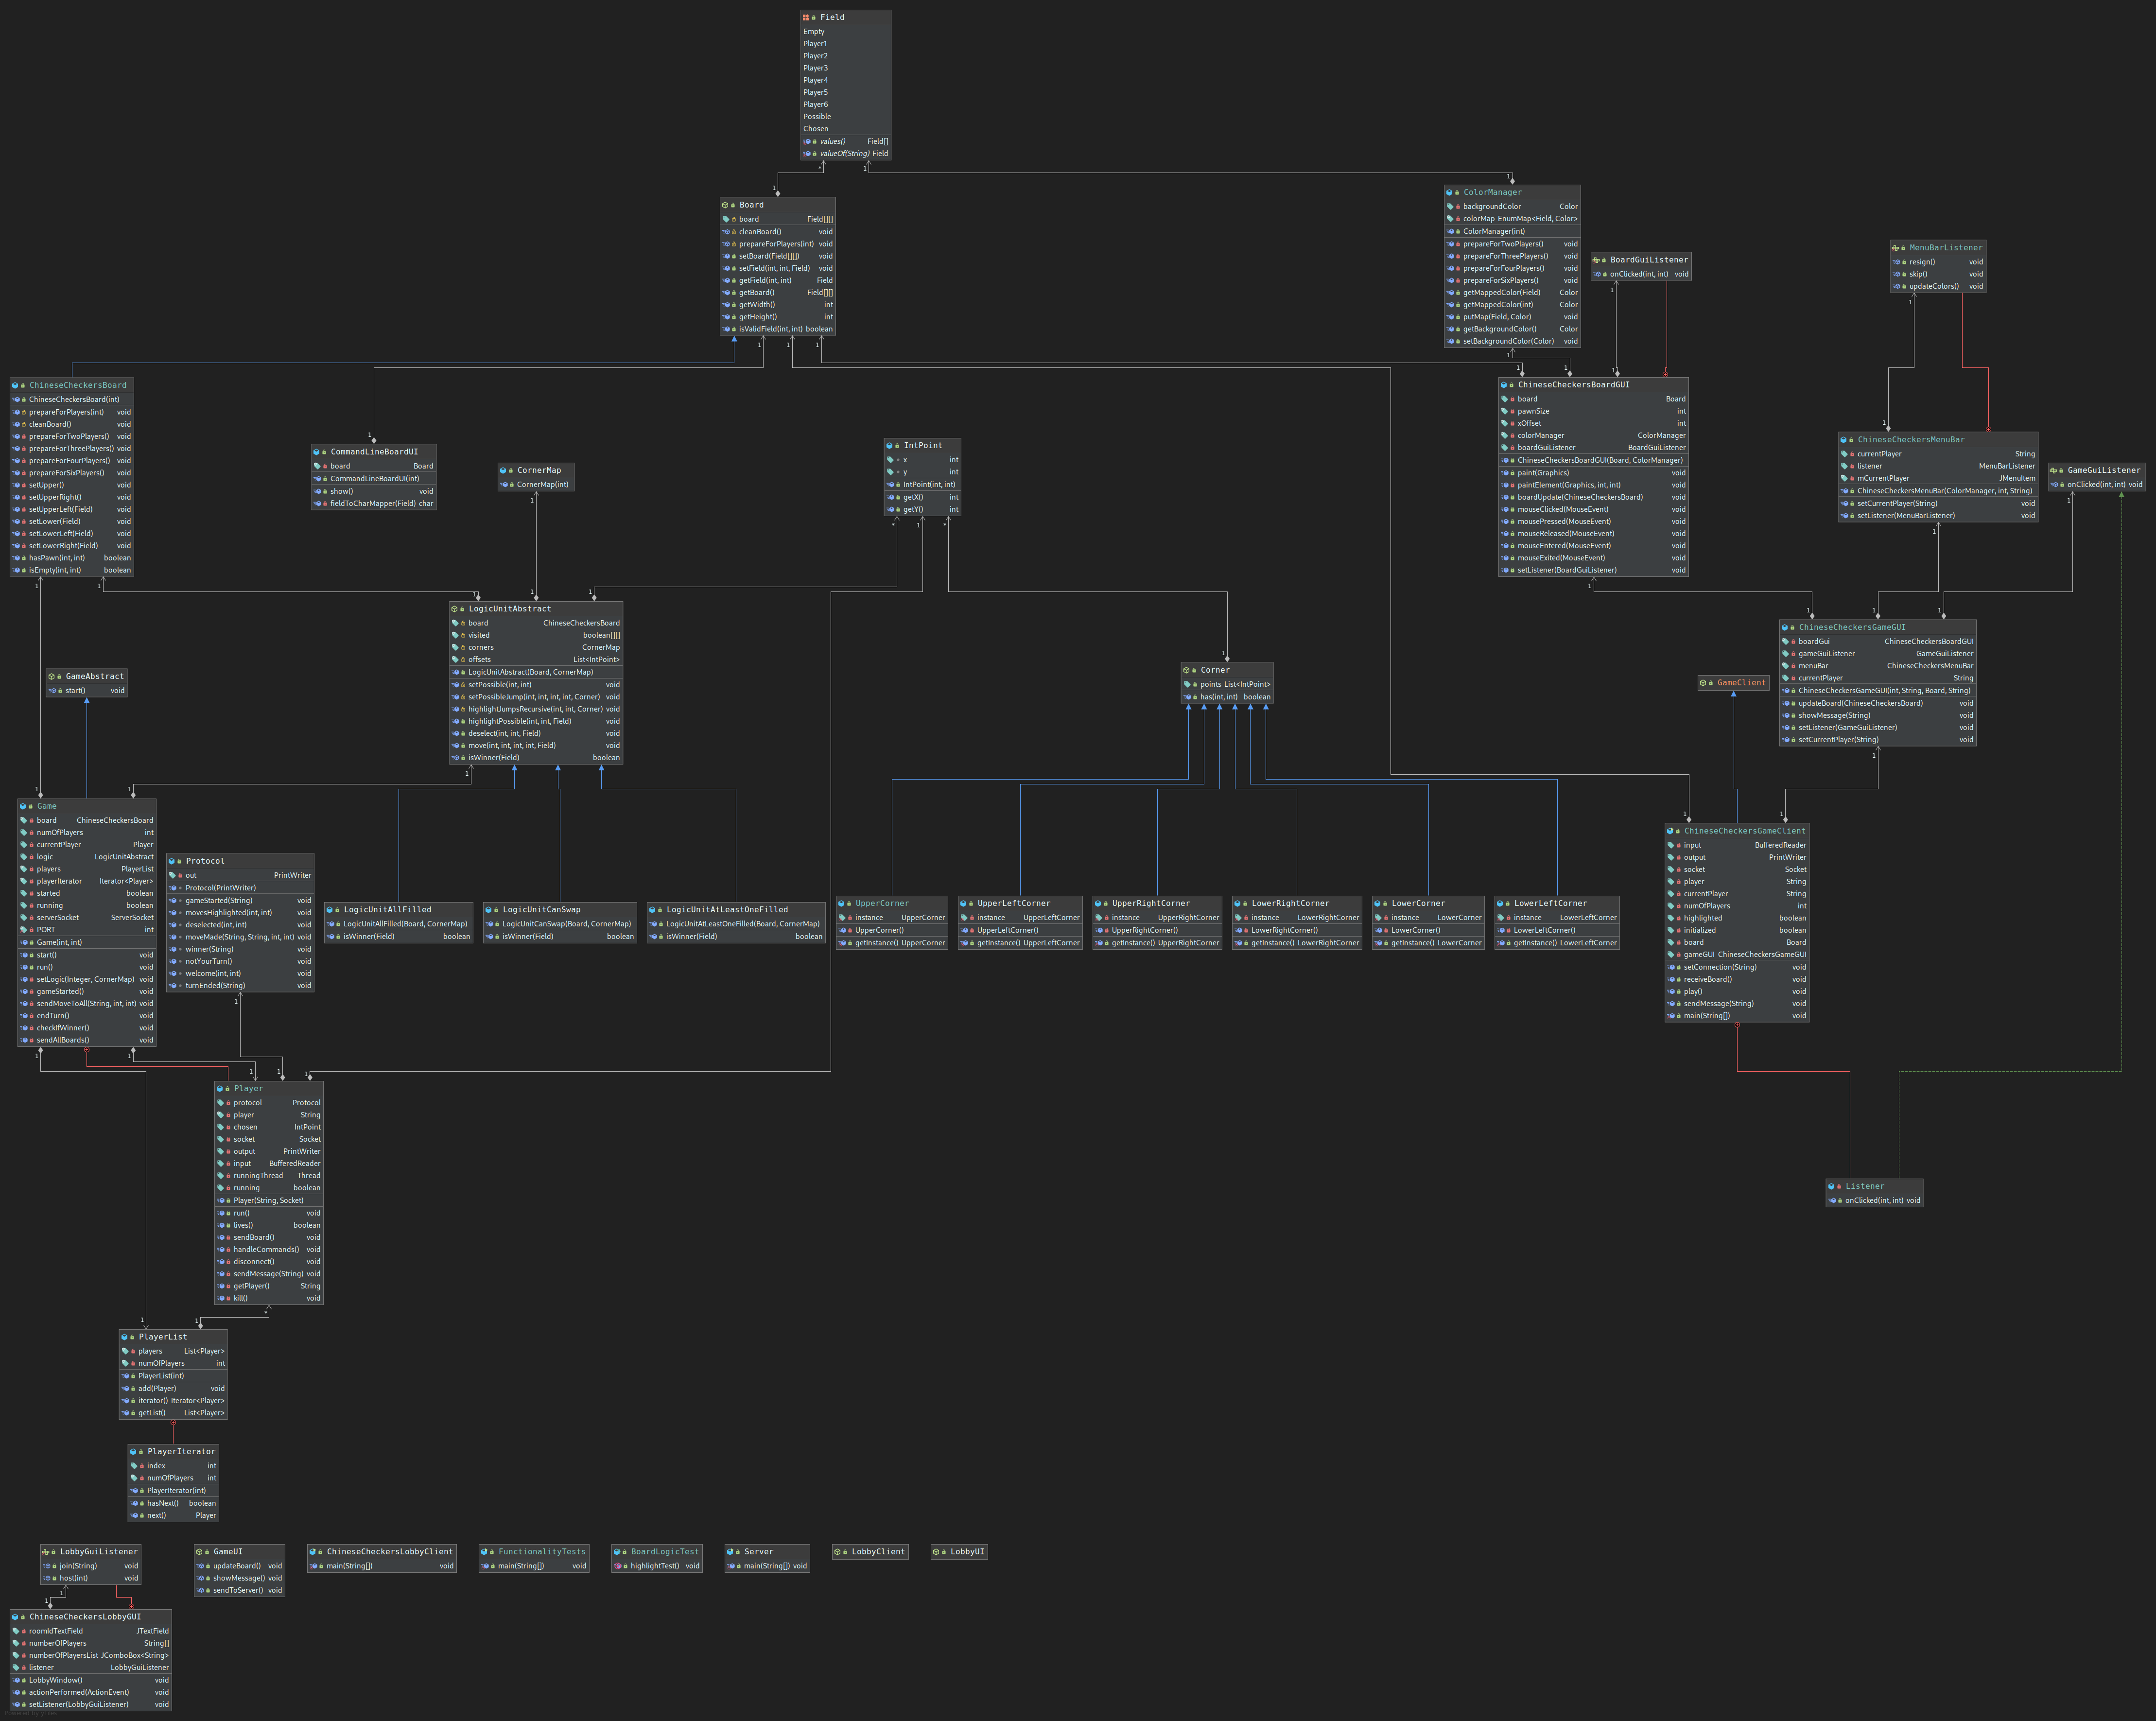 Field
Empty
Player1
Player2
Player3
Player4
Player5
Player6
Possible
Chosen
values() Field[]
valueOf(String) Field
Board
board Field[][]
cleanBoard() void
prepareForPlayers(int) void
setBoard(Field[][]) void
setField(int, int, Field) void
getField(int, int) Field
getBoard() Field[][]
getWidth() int
getHeight() int
isValidField(int, int) boolean
ColorManager
backgroundColor Color
colorMap EnumMap<Field, Color>
ColorManager(int)
prepareForTwoPlayers() void
prepareForThreePlayers() void
prepareForFourPlayers() void
prepareForSixPlayers() void
getMappedColor(Field) Color
getMappedColor(int) Color
putMap(Field, Color) void
getBackgroundColor() Color
setBackgroundColor(Color) void
BoardGuiListener
onClicked(int, int) void
MenuBarListener
resign() void
skip() void
updateColors() void
ChineseCheckersBoard
ChineseCheckersBoard(int)
prepareForPlayers(int) void
cleanBoard() void
prepareForTwoPlayers() void
prepareForThreePlayers() void
prepareForFourPlayers() void
prepareForSixPlayers() void
setUpper() void
setUpperRight() void
setUpperLeft(Field) void
setLower(Field) void
setLowerLeft(Field) void
setLowerRight(Field) void
hasPawn(int, int) boolean
isEmpty(int, int) boolean
CommandLineBoardUI
board Board
CommandLineBoardUI(int)
show() void
fieldToCharMapper(Field) char
CornerMap
CornerMap(int)
IntPoint
x int
y int
IntPoint(int, int)
getX() int
getY() int
ChineseCheckersBoardGUI
board Board
pawnSize int
xOffset int
colorManager ColorManager
boardGuiListener BoardGuiListener
ChineseCheckersBoardGUI(Board, ColorManager)
paint(Graphics) void
paintElement(Graphics, int, int) void
boardUpdate(ChineseCheckersBoard) void
mouseClicked(MouseEvent) void
mousePressed(MouseEvent) void
mouseReleased(MouseEvent) void
mouseEntered(MouseEvent) void
mouseExited(MouseEvent) void
setListener(BoardGuiListener) void
ChineseCheckersMenuBar
currentPlayer String
listener MenuBarListener
mCurrentPlayer JMenuItem
ChineseCheckersMenuBar(ColorManager, int, String)
setCurrentPlayer(String) void
setListener(MenuBarListener) void
GameGuiListener
onClicked(int, int) void
LogicUnitAbstract
board ChineseCheckersBoard
visited boolean[][]
corners CornerMap
offsets List<IntPoint>
LogicUnitAbstract(Board, CornerMap)
setPossible(int, int) void
setPossibleJump(int, int, int, int, Corner) void
highlightJumpsRecursive(int, int, Corner) void
highlightPossible(int, int, Field) void
deselect(int, int, Field) void
move(int, int, int, int, Field) void
isWinner(Field) boolean
GameAbstract
start() void
Corner
points List<IntPoint>
has(int, int) boolean
GameClient
ChineseCheckersGameGUI
boardGui ChineseCheckersBoardGUI
gameGuiListener GameGuiListener
menuBar ChineseCheckersMenuBar
currentPlayer String
ChineseCheckersGameGUI(int, String, Board, String)
updateBoard(ChineseCheckersBoard) void
showMessage(String) void
setListener(GameGuiListener) void
setCurrentPlayer(String) void
Game
board ChineseCheckersBoard
numOfPlayers int
currentPlayer Player
logic LogicUnitAbstract
players PlayerList
playerIterator Iterator<Player>
started boolean
running boolean
serverSocket ServerSocket
PORT int
Game(int, int)
start() void
run() void
setLogic(Integer, CornerMap) void
gameStarted() void
sendMoveToAll(String, int, int) void
endTurn() void
checkIfWinner() void
sendAllBoards() void
Protocol
out PrintWriter
Protocol(PrintWriter)
gameStarted(String) void
movesHighlighted(int, int) void
deselected(int, int) void
moveMade(String, String, int, int) void
winner(String) void
notYourTurn() void
welcome(int, int) void
turnEnded(String) void
LogicUnitAllFilled
LogicUnitAllFilled(Board, CornerMap)
isWinner(Field) boolean
LogicUnitCanSwap
LogicUnitCanSwap(Board, CornerMap)
isWinner(Field) boolean
LogicUnitAtLeastOneFilled
LogicUnitAtLeastOneFilled(Board, CornerMap)
isWinner(Field) boolean
UpperCorner
instance UpperCorner
UpperCorner()
getInstance() UpperCorner
UpperLeftCorner
instance UpperLeftCorner
UpperLeftCorner()
getInstance() UpperLeftCorner
UpperRightCorner
instance UpperRightCorner
UpperRightCorner()
getInstance() UpperRightCorner
LowerRightCorner
instance LowerRightCorner
LowerRightCorner()
getInstance() LowerRightCorner
LowerCorner
instance LowerCorner
LowerCorner()
getInstance() LowerCorner
LowerLeftCorner
instance LowerLeftCorner
LowerLeftCorner()
getInstance() LowerLeftCorner
ChineseCheckersGameClient
input BufferedReader
output PrintWriter
socket Socket
player String
currentPlayer String
numOfPlayers int
highlighted boolean
initialized boolean
board Board
gameGUI ChineseCheckersGameGUI
setConnection(String) void
receiveBoard() void
play() void
sendMessage(String) void
main(String[]) void
Player
protocol Protocol
player String
chosen IntPoint
socket Socket
output PrintWriter
input BufferedReader
runningThread Thread
running boolean
Player(String, Socket)
run() void
lives() boolean
sendBoard() void
handleCommands() void
disconnect() void
sendMessage(String) void
getPlayer() String
kill() void
Listener
onClicked(int, int) void
PlayerList
players List<Player>
numOfPlayers int
PlayerList(int)
add(Player) void
iterator() Iterator<Player>
getList() List<Player>
PlayerIterator
index int
numOfPlayers int
PlayerIterator(int)
hasNext() boolean
next() Player
LobbyGuiListener
join(String) void
host(int) void
GameUI
updateBoard() void
showMessage() void
sendToServer() void
ChineseCheckersLobbyClient
main(String[]) void
FunctionalityTests
main(String[]) void
BoardLogicTest
highlightTest() void
Server
main(String[]) void
LobbyClient
LobbyUI
ChineseCheckersLobbyGUI
roomIdTextField JTextField
numberOfPlayers String[]
numberOfPlayersList JComboBox<String>
listener LobbyGuiListener
LobbyWindow() void
actionPerformed(ActionEvent) void
setListener(LobbyGuiListener) void